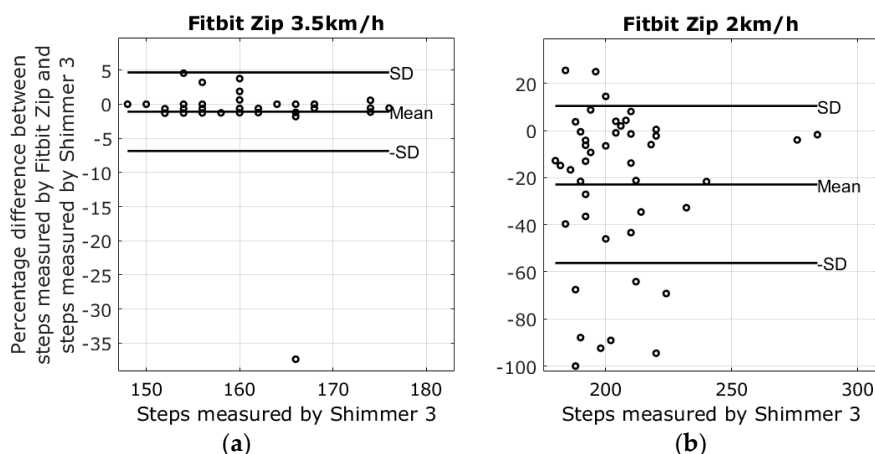 Fitbit Zip 3.5km/h
Percentage difference between
steps measured by Fitbit Zip and
steps measured by Shimmer 3
5
0
-5
-10
-15
-20
-25
-30
-35
SD
Mean
-SD
150 160 170 180
Steps measured by Shimmer 3
(a)
Fitbit Zip 2km/h
20
0
-20
-40
-60
-80
-100
SD
Mean
-SD
200 250 300
Steps measured by Shimmer 3
(b)